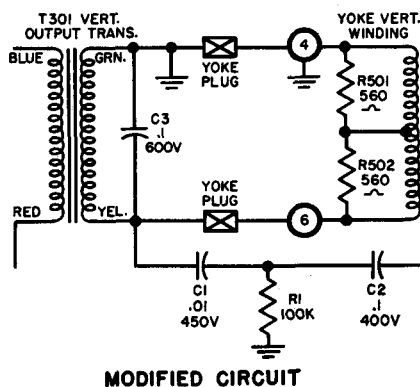 T301 VERT.
OUTPUT TRANS.
YOKE VERT.
WINDING
BLUE
GRN.
4
YOKE
PLUG
R501
560
Ω
C3
.1
600V
R502
560
Ω
YOKE
PLUG
RED
YEL.
6
C1
.01
450V
R1
100K
C2
.1
400V
MODIFIED CIRCUIT